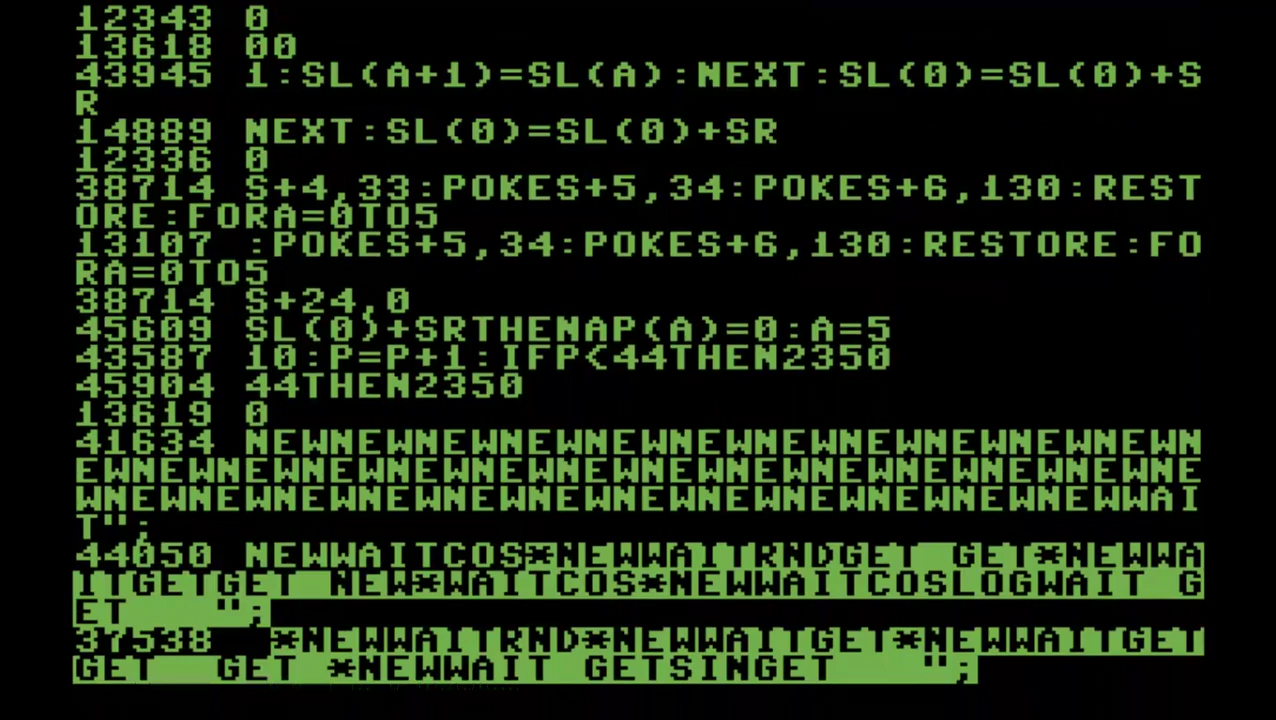 12343 0
13618 00
43945 1:SL(A+1)=SL(A):NEXT:SL(0)=SL(0)+S
R
14889 NEXT:SL(0)=SL(0)+SR
12336 0
38714 S+4,33:POKES+5,34:POKES+6,130:REST
ORE:FORA=0TO5
13107 :POKES+5,34:POKES+6,130:RESTORE:FO
RA=0TO5
38714 S+24,0
45609 SL(0)+SRTHENAP(A)=0:A=5
43587 10:P=P+1:IFP<44THEN2350
45904 44THEN2350
13619 0
41634 NEWNEWNEWNEWNEWNEWNEWNEWNEWNEWNEWN
EWNEWNEWNEWNEWNEWNEWNEWNEWNEWNEWNEWNEWNE
WNEWNEWNEWNEWNEWNEWNEWNEWNEWNEWNEWNEWWAI
T";
44050 NEWWAITCOS*NEWWAITRNDGET GET*NEWWA
ITGETGET NEW*WAITCOS*NEWWAITCOSLOGWAIT G
ET   ";
37538  *NEWWAITRND*NEWWAITGET*NEWWAITGET
GET  GET *NEWWAIT GETSINGET   ";